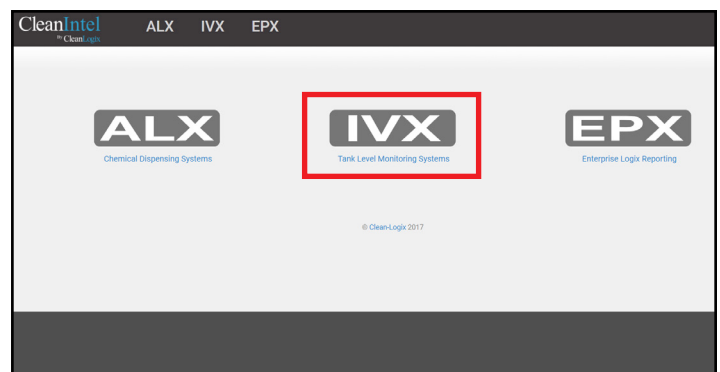 CleanIntel ALX IVX EPX
By CleanLogix
ALX IVX EPX
Chemical Dispensing Systems Tank Level Monitoring Systems Enterprise Logix Reporting
© Clean-Logix 2017